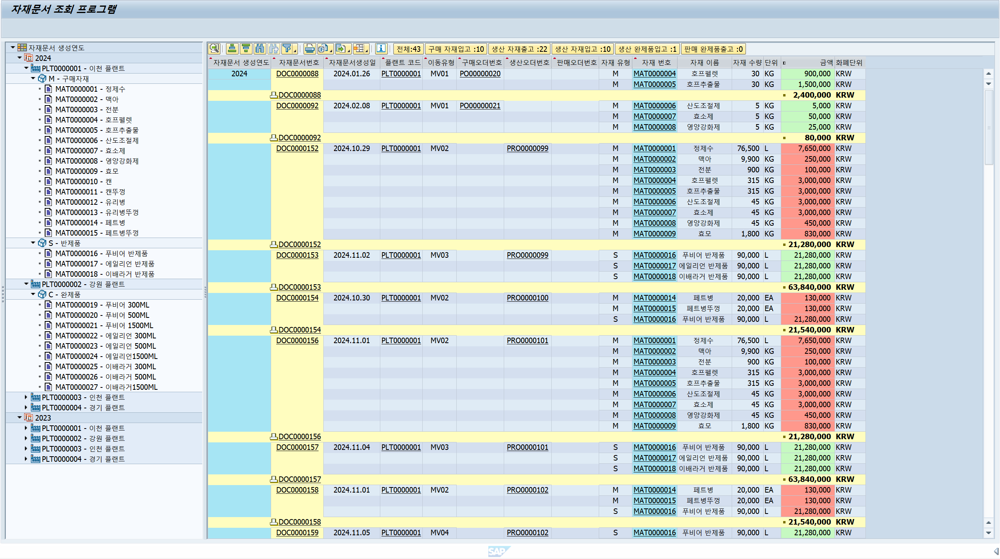 자재문서 조회 프로그램
자재문서 생성연도
2024
PLT0000001 - 이천 플랜트
M - 구매자재
MAT0000001 - 정제수
MAT0000002 - 맥아
MAT0000003 - 전분
MAT0000004 - 호프펠렛
MAT0000005 - 호프추출물
MAT0000006 - 산도조절제
MAT0000007 - 효소제
MAT0000008 - 영양강화제
MAT0000009 - 효모
MAT0000010 - 캔
MAT0000011 - 캔뚜껑
MAT0000012 - 유리병
MAT0000013 - 유리병뚜껑
MAT0000014 - 페트병
MAT0000015 - 페트병뚜껑
S - 반제품
MAT0000016 - 푸비어 반제품
MAT0000017 - 에일리언 반제품
MAT0000018 - 이배라거 반제품
PLT0000002 - 강원 플랜트
C - 완제품
MAT0000019 - 푸비어 300ML
MAT0000020 - 푸비어 500ML
MAT0000021 - 푸비어 1500ML
MAT0000022 - 에일리언 300ML
MAT0000023 - 에일리언 500ML
MAT0000024 - 에일리언1500ML
MAT0000025 - 이배라거 300ML
MAT0000026 - 이배라거 500ML
MAT0000027 - 이배라거1500ML
PLT0000003 - 인천 플랜트
PLT0000004 - 경기 플랜트
2023
PLT0000001 - 이천 플랜트
PLT0000002 - 강원 플랜트
PLT0000003 - 인천 플랜트
PLT0000004 - 경기 플랜트
전체:43 구매 자재입고 :10 생산 자재출고 :22 생산 자재입고 :10 생산 완제품입고 :1 판매 완제품출고 :0
자재문서 생성연도 자재문서번호 자재문서생성일 플랜트 코드 이동유형 구매오더번호 생산오더번호 판매오더번호 자재 유형 자재 번호 자재 이름 자재 수량 단위 Σ 금액 화폐단위
2024 DOC0000088 2024.01.26 PLT0000001 MV01 PO00000020 M MAT0000004 호프펠렛 30 KG 900,000 KRW
M MAT0000005 호프추출물 30 KG 1,500,000 KRW
DOC0000088 2,400,000 KRW
DOC0000092 2024.02.08 PLT0000001 MV01 PO00000021 M MAT0000006 산도조절제 5 KG 5,000 KRW
M MAT0000007 효소제 5 KG 50,000 KRW
M MAT0000008 영양강화제 5 KG 25,000 KRW
DOC0000092 80,000 KRW
DOC0000152 2024.10.29 PLT0000001 MV02 PRO0000099 M MAT0000001 정제수 76,500 L 7,650,000 KRW
M MAT0000002 맥아 9,900 KG 250,000 KRW
M MAT0000003 전분 900 KG 100,000 KRW
M MAT0000004 호프펠렛 315 KG 3,000,000 KRW
M MAT0000005 호프추출물 315 KG 3,000,000 KRW
M MAT0000006 산도조절제 45 KG 3,000,000 KRW
M MAT0000007 효소제 45 KG 3,000,000 KRW
M MAT0000008 영양강화제 45 KG 450,000 KRW
M MAT0000009 효모 1,800 KG 830,000 KRW
DOC0000152 21,280,000 KRW
DOC0000153 2024.11.02 PLT0000001 MV03 PRO0000099 S MAT0000016 푸비어 반제품 90,000 L 21,280,000 KRW
S MAT0000017 에일리언 반제품 90,000 L 21,280,000 KRW
S MAT0000018 이배라거 반제품 90,000 L 21,280,000 KRW
DOC0000153 63,840,000 KRW
DOC0000154 2024.10.30 PLT0000001 MV02 PRO0000100 M MAT0000014 페트병 20,000 EA 130,000 KRW
M MAT0000015 페트병뚜껑 20,000 EA 130,000 KRW
S MAT0000016 푸비어 반제품 90,000 L 21,280,000 KRW
DOC0000154 21,540,000 KRW
DOC0000156 2024.11.01 PLT0000001 MV02 PRO0000101 M MAT0000001 정제수 76,500 L 7,650,000 KRW
M MAT0000002 맥아 9,900 KG 250,000 KRW
M MAT0000003 전분 900 KG 100,000 KRW
M MAT0000004 호프펠렛 315 KG 3,000,000 KRW
M MAT0000005 호프추출물 315 KG 3,000,000 KRW
M MAT0000006 산도조절제 45 KG 3,000,000 KRW
M MAT0000007 효소제 45 KG 3,000,000 KRW
M MAT0000008 영양강화제 45 KG 450,000 KRW
M MAT0000009 효모 1,800 KG 830,000 KRW
DOC0000156 21,280,000 KRW
DOC0000157 2024.11.04 PLT0000001 MV03 PRO0000101 S MAT0000016 푸비어 반제품 90,000 L 21,280,000 KRW
S MAT0000017 에일리언 반제품 90,000 L 21,280,000 KRW
S MAT0000018 이배라거 반제품 90,000 L 21,280,000 KRW
DOC0000157 63,840,000 KRW
DOC0000158 2024.11.01 PLT0000001 MV02 PRO0000102 M MAT0000014 페트병 20,000 EA 130,000 KRW
M MAT0000015 페트병뚜껑 20,000 EA 130,000 KRW
S MAT0000016 푸비어 반제품 90,000 L 21,280,000 KRW
DOC0000158 21,540,000 KRW
DOC0000159 2024.11.05 PLT0000001 MV04 PRO0000102 S MAT0000016 푸비어 반제품 90,000 L 21,280,000 KRW
SAP